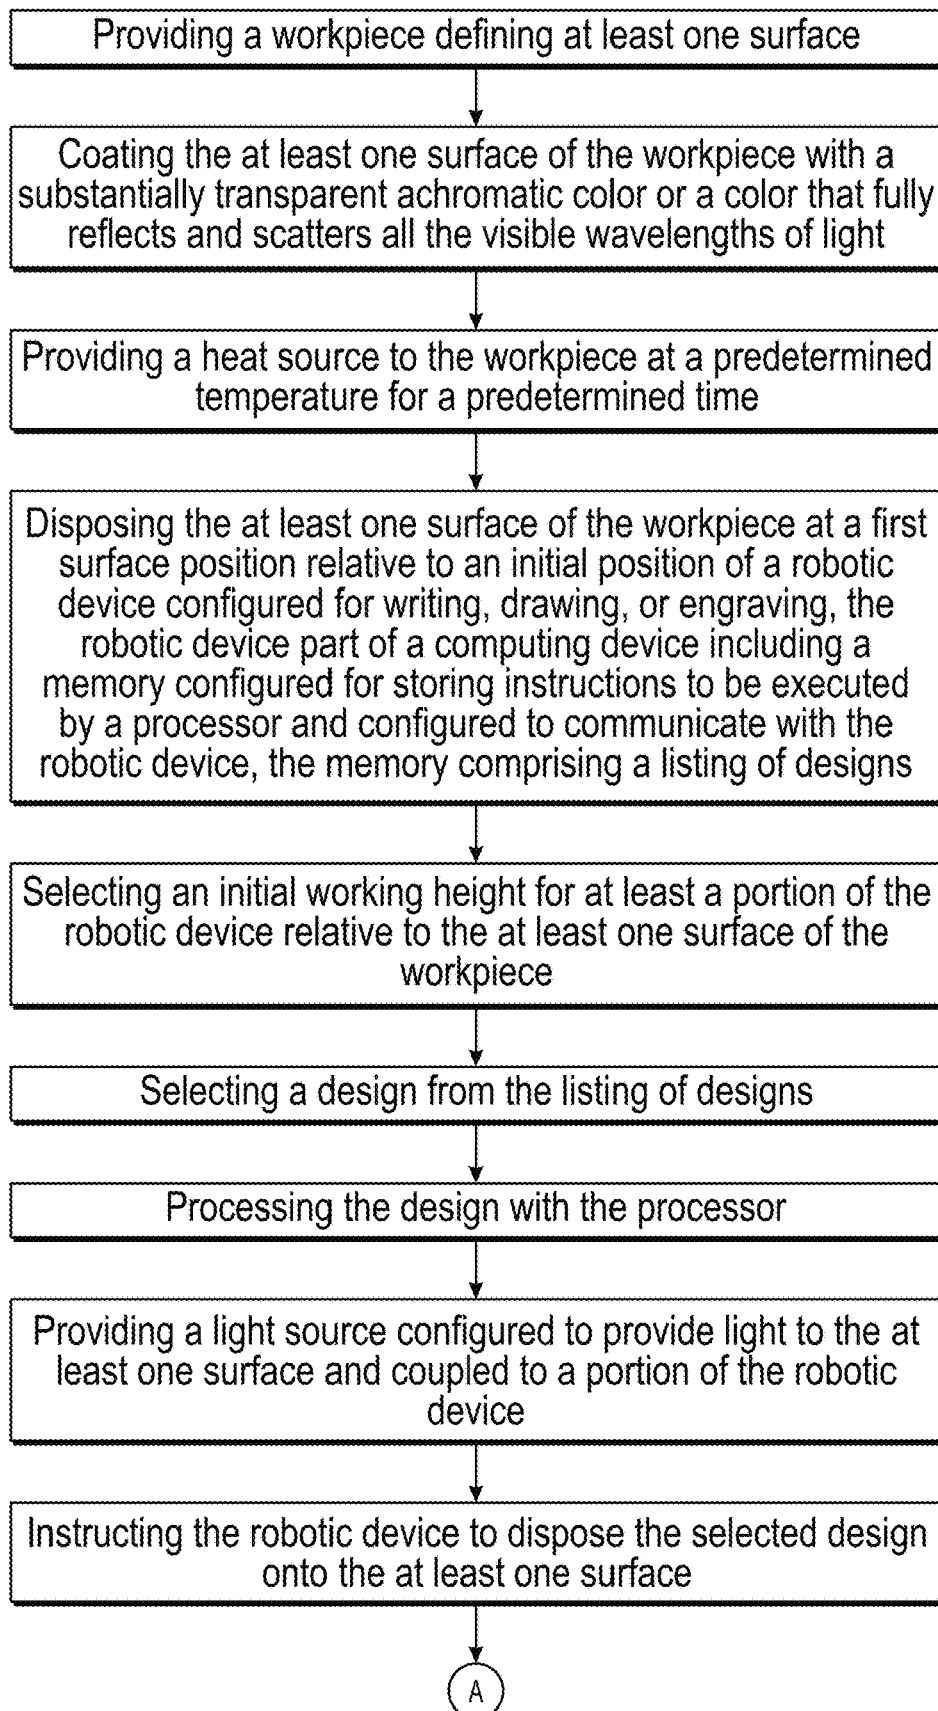 Providing a workpiece defining at least one surface
Coating the at least one surface of the workpiece with a
substantially transparent achromatic color or a color that fully
reflects and scatters all the visible wavelengths of light
Providing a heat source to the workpiece at a predetermined
temperature for a predetermined time
Disposing the at least one surface of the workpiece at a first
surface position relative to an initial position of a robotic
device configured for writing, drawing, or engraving, the
robotic device part of a computing device including a
memory configured for storing instructions to be executed
by a processor and configured to communicate with the
robotic device, the memory comprising a listing of designs
Selecting an initial working height for at least a portion of the
robotic device relative to the at least one surface of the
workpiece
Selecting a design from the listing of designs
Processing the design with the processor
Providing a light source configured to provide light to the at
least one surface and coupled to a portion of the robotic
device
Instructing the robotic device to dispose the selected design
onto the at least one surface
A